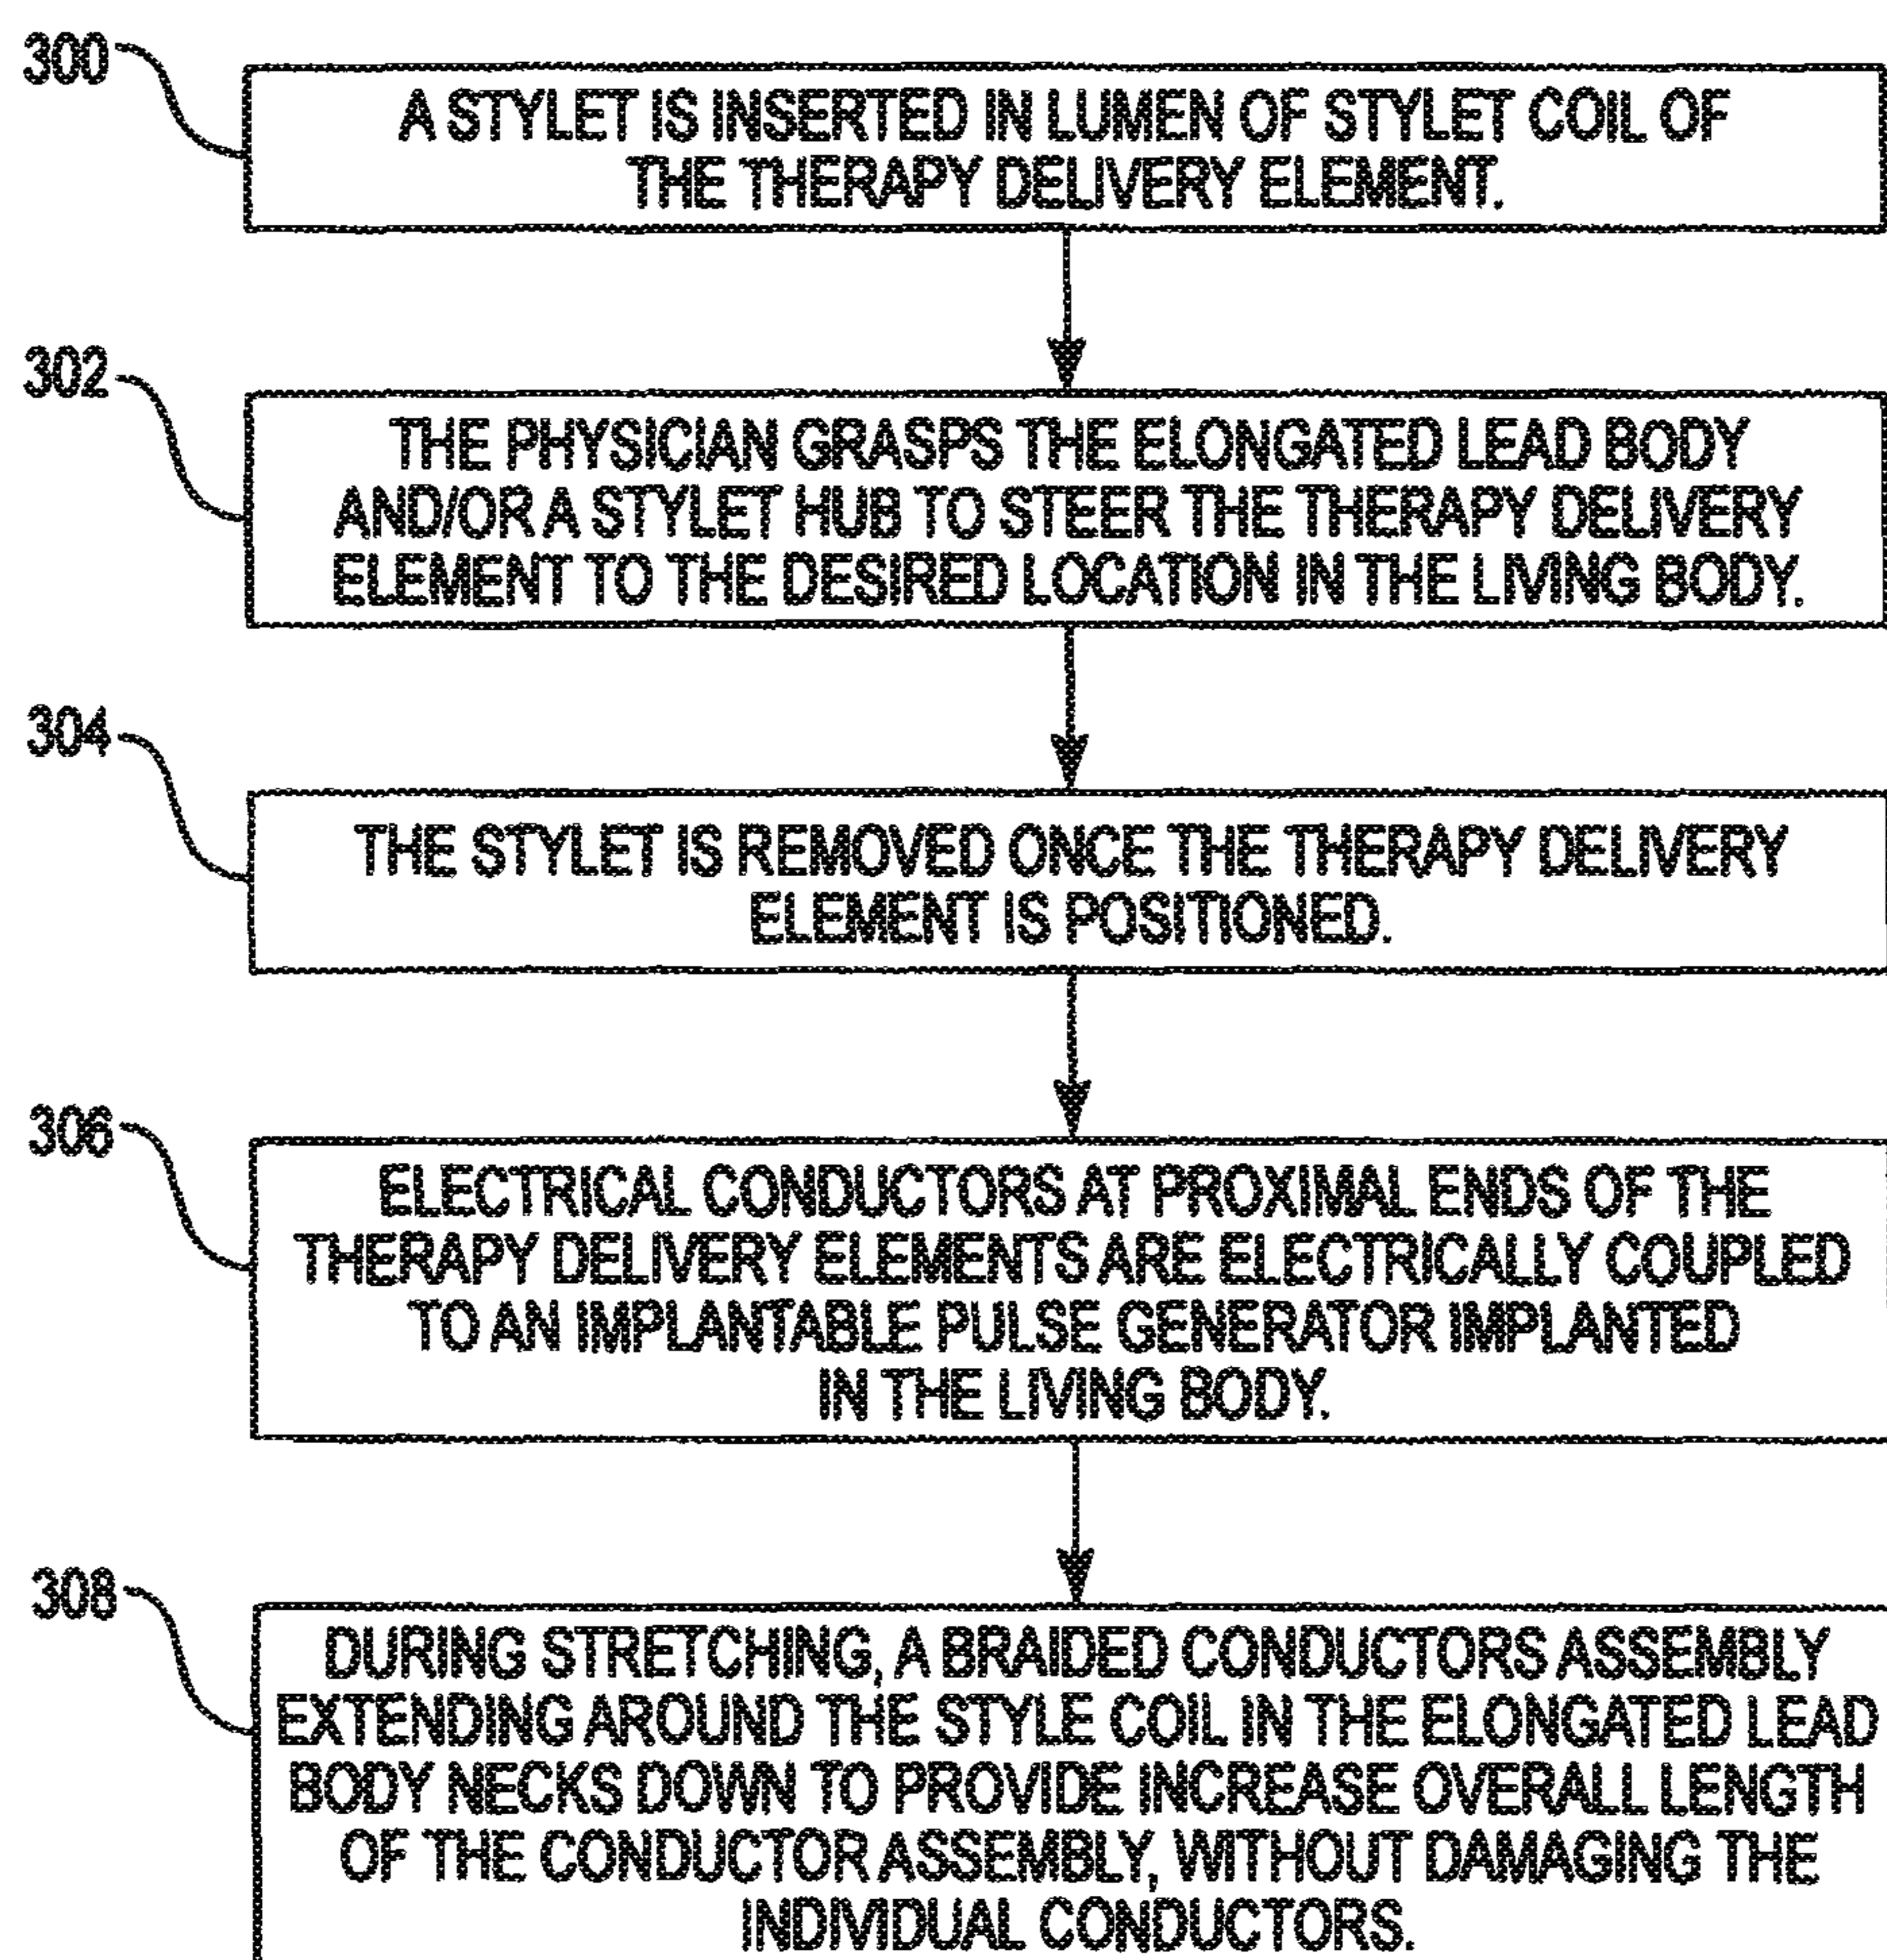 300
A STYLET IS INSERTED IN LUMEN OF STYLET COIL OF
THE THERAPY DELIVERY ELEMENT.
302
THE PHYSICIAN GRASPS THE ELONGATED LEAD BODY
AND/OR A STYLET HUB TO STEER THE THERAPY DELIVERY
ELEMENT TO THE DESIRED LOCATION IN THE LIVING BODY.
304
THE STYLET IS REMOVED ONCE THE THERAPY DELIVERY
ELEMENT IS POSITIONED.
306
ELECTRICAL CONDUCTORS AT PROXIMAL ENDS OF THE
THERAPY DELIVERY ELEMENTS ARE ELECTRICALLY COUPLED
TO AN IMPLANTABLE PULSE GENERATOR IMPLANTED
IN THE LIVING BODY.
308
DURING STRETCHING, A BRAIDED CONDUCTORS ASSEMBLY
EXTENDING AROUND THE STYLE COIL IN THE ELONGATED LEAD
BODY NECKS DOWN TO PROVIDE INCREASE OVERALL LENGTH
OF THE CONDUCTOR ASSEMBLY, WITHOUT DAMAGING THE
INDIVIDUAL CONDUCTORS.